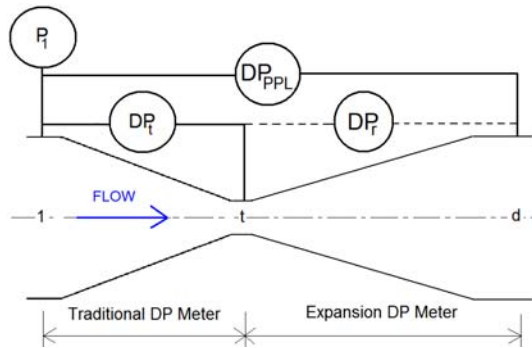 P1
DPPPL
DPt
DPr
FLOW
1
t
d
Traditional DP Meter
Expansion DP Meter